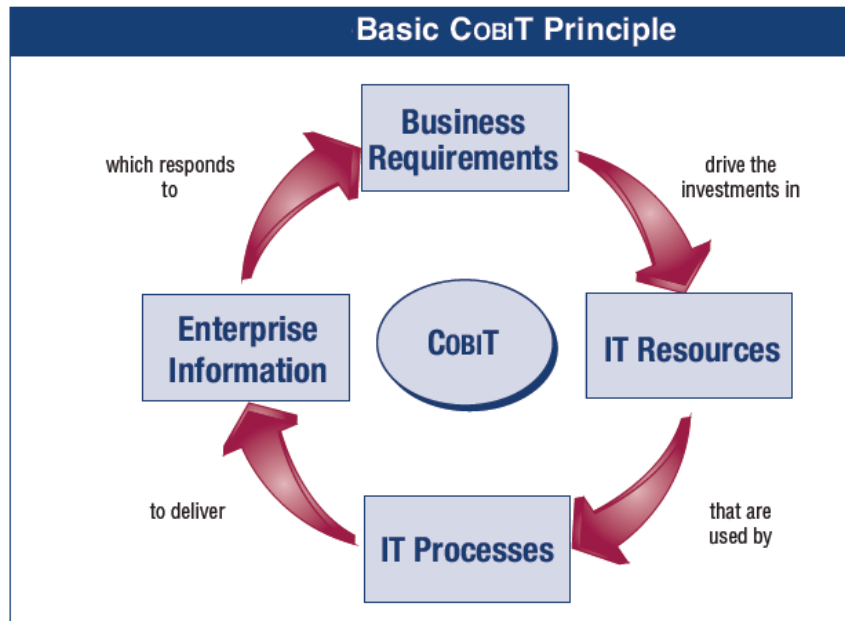 Basic COBIT Principle
Business
Requirements
which responds
to
drive the
investments in
Enterprise
Information
COBIT
IT Resources
to deliver
IT Processes
that are
used by